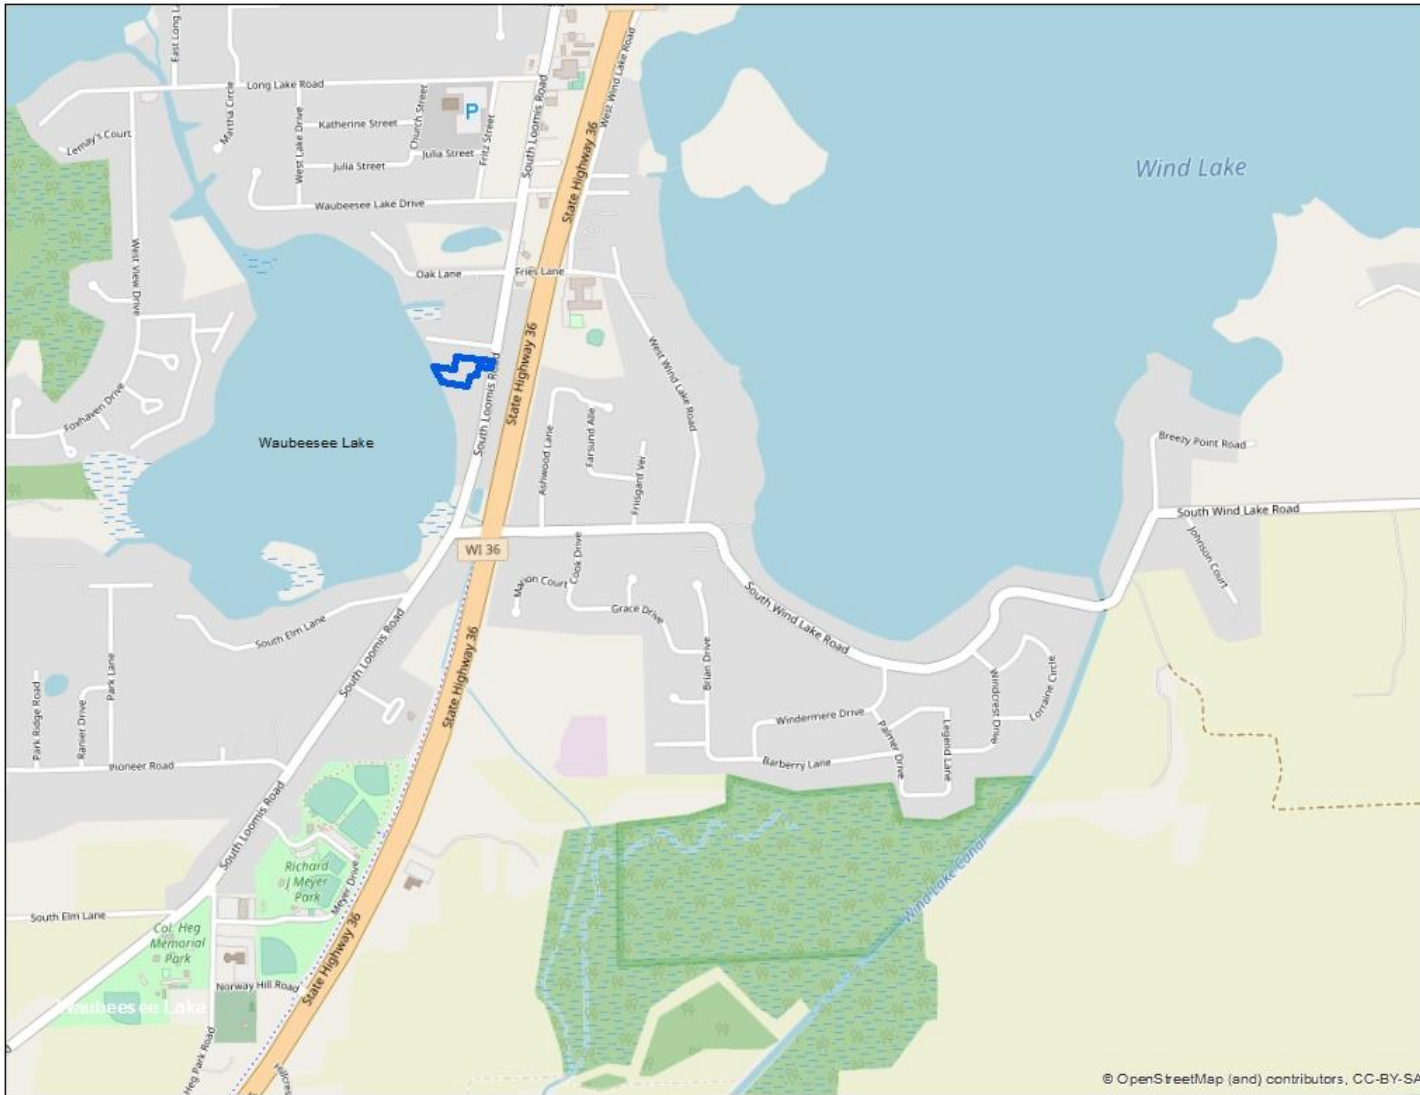 East Long L
Long Lake Road
Martha Circle
West Lake Drive
Katherine Street
Church Street
P
Fritz Street
South Loomis Road
West Wind Lake Road
State Highway 36
Lemay's Court
Julia Street
Julia Street
Waubeesee Lake Drive
Wind Lake
West View Drive
Oak Lane
Fries Lane
State Highway 36
West Wind Lake Road
South Loomis Road
Foxhaven Drive
Waubeesee Lake
Ashwood Lane
Farsund Alle
Friisgard Ver
Breezy Point Road
South Wind Lake Road
Johnson Court
WI 36
Cook Drive
Grace Drive
Brian Drive
South Wind Lake Road
South Elm Lane
South Loomis Road
State Highway 36
Park Ridge Road
Ranier Drive
Park Lane
Windcrest Drive
Lorraine Circle
Windermere Drive
Palmer Drive
Legend Lane
Pioneer Road
Barberry Lane
South Loomis Road
Richard
J Meyer
Park
Meyer Drive
Wind Lake Canal
South Elm Lane
Col. Heg
Memorial
Park
State Highway 36
Norway Hill Road
Waubeesee Lake
Heg Park Road
Hillcres
© OpenStreetMap (and) contributors, CC-BY-SA